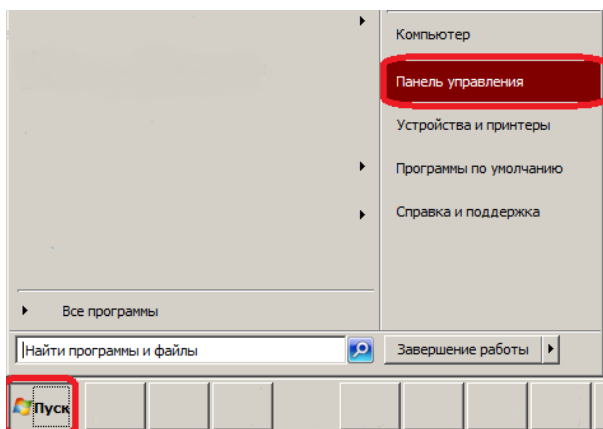 Компьютер
Панель управления
Устройства и принтеры
Программы по умолчанию
Справка и поддержка
Все программы
Найти программы и файлы
Завершение работы
Пуск